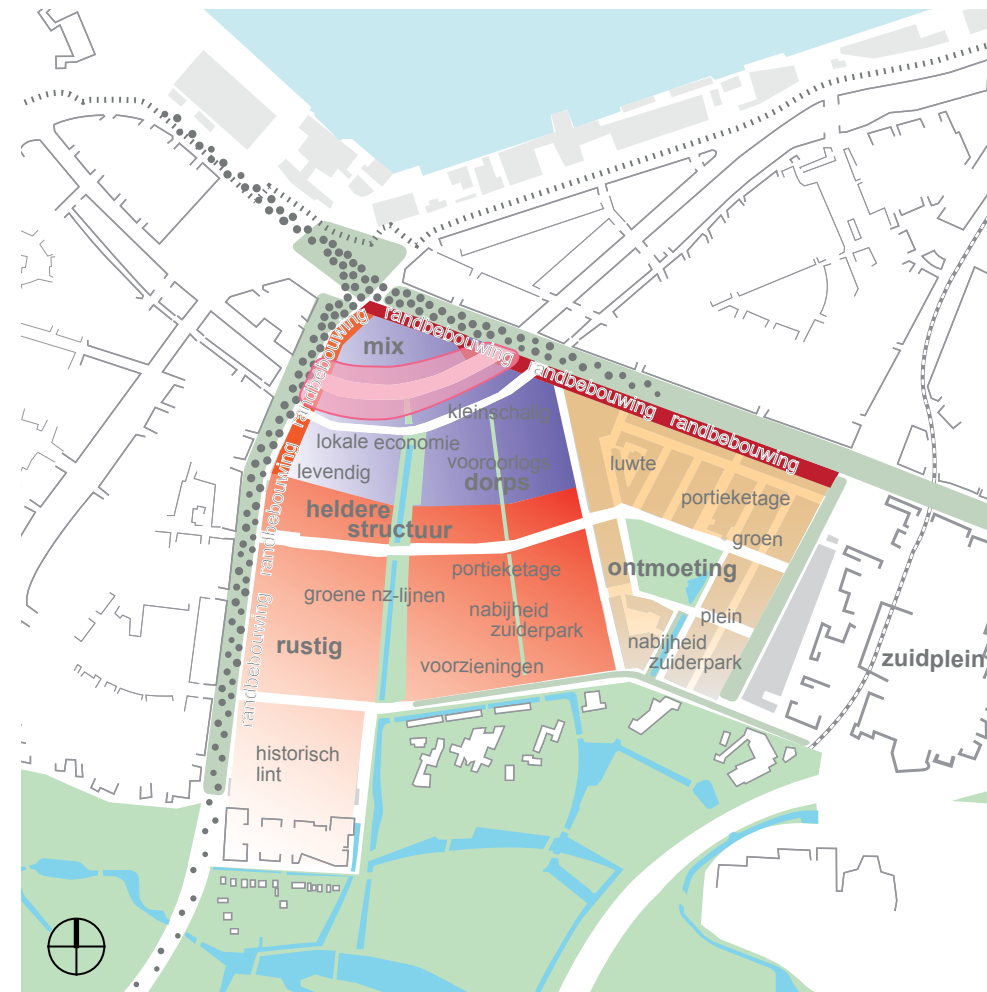 randbebouwing
randbebouwing
randbebouwing
randbebouwing
randbebouwing
randbebouwing
randbebouwing
randbebouwing
mix
kleinschalig
lokale economie
levendig
vooroorlogs
dorps
luwte
portieketage
groen
heldere
structuur
ontmoeting
portieketage
groene nz-lijnen
nabijheid
zuiderpark
plein
rustig
voorzieningen
nabijheid
zuiderpark
zuidplein
historisch
lint